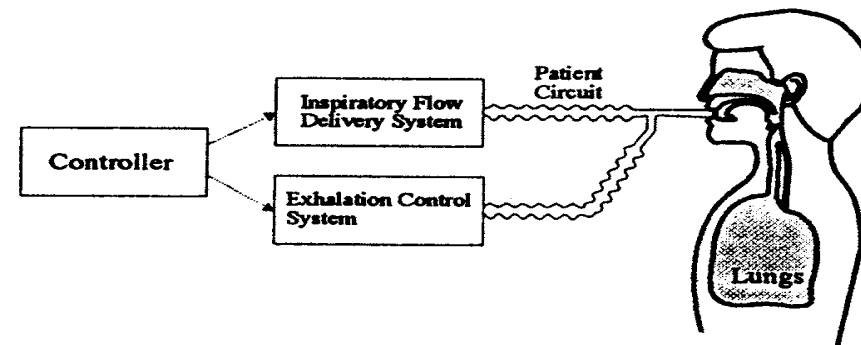 Patient
Circuit
Inspiratory Flow
Delivery System
Controller
Exhalation Control
System
Lungs